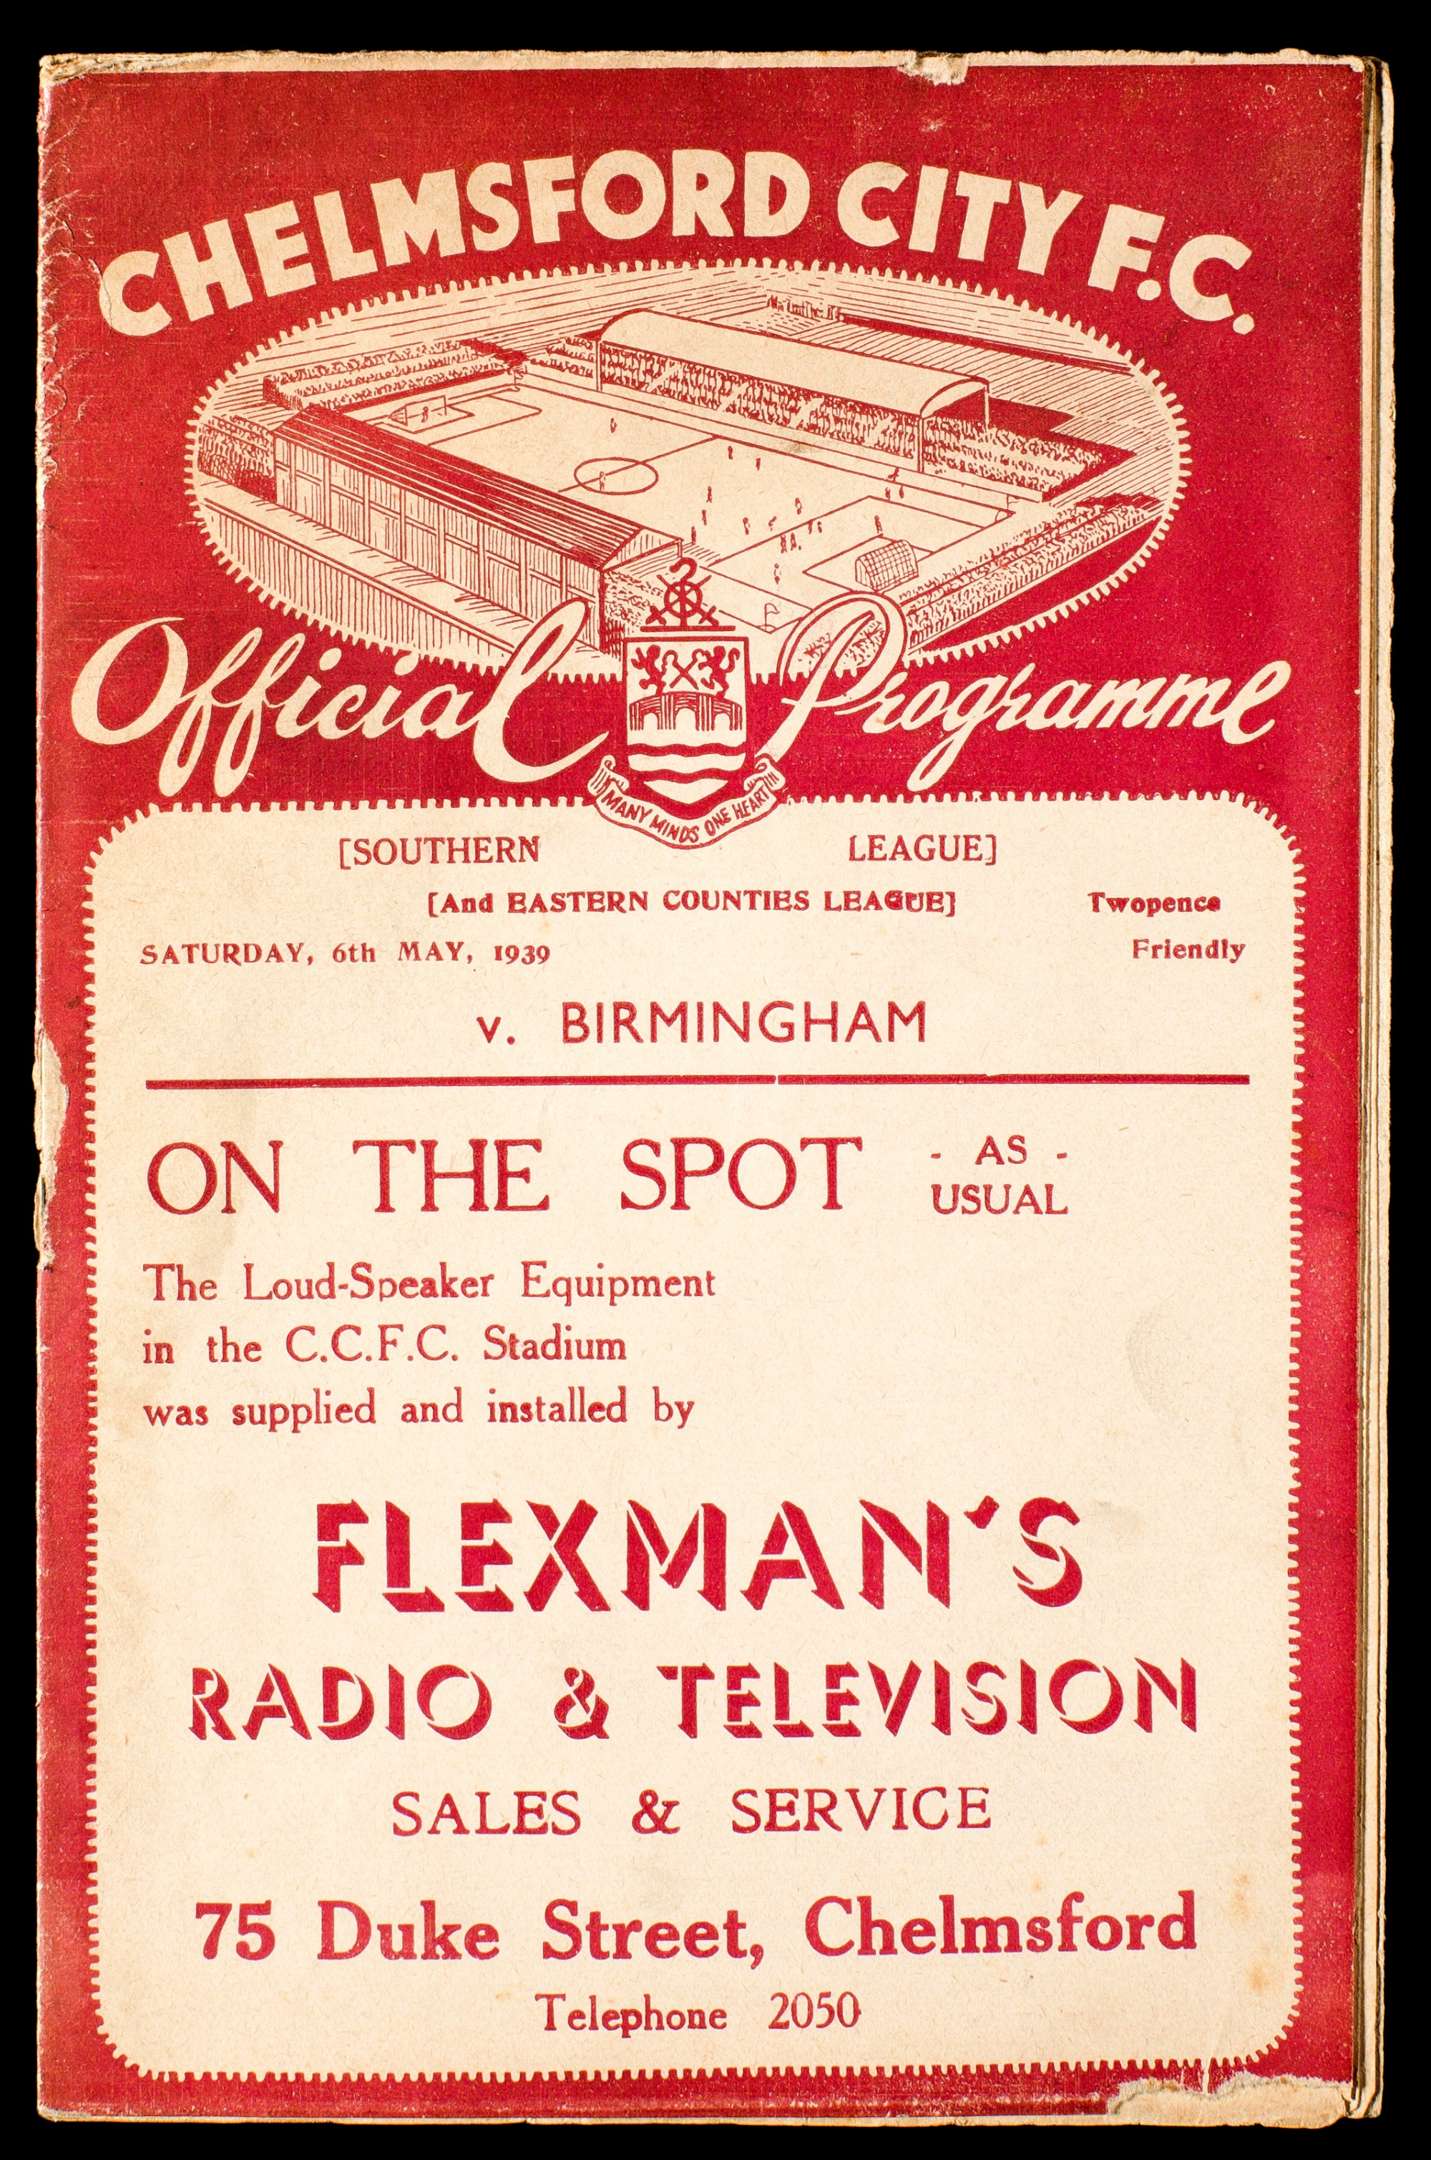 CHELMSFORD CITY F.C.
Official Programme
MANY MINDS ONE HEART
[SOUTHERN LEAGUE]
[And EASTERN COUNTIES LEAGUE] Twopence
SATURDAY, 6th MAY, 1939 Friendly
v. BIRMINGHAM
ON THE SPOT - AS -
USUAL
The Loud-Speaker Equipment
in the C.C.F.C. Stadium
was supplied and installed by
FLEXMAN'S
RADIO & TELEVISION
SALES & SERVICE
75 Duke Street, Chelmsford
Telephone 2050